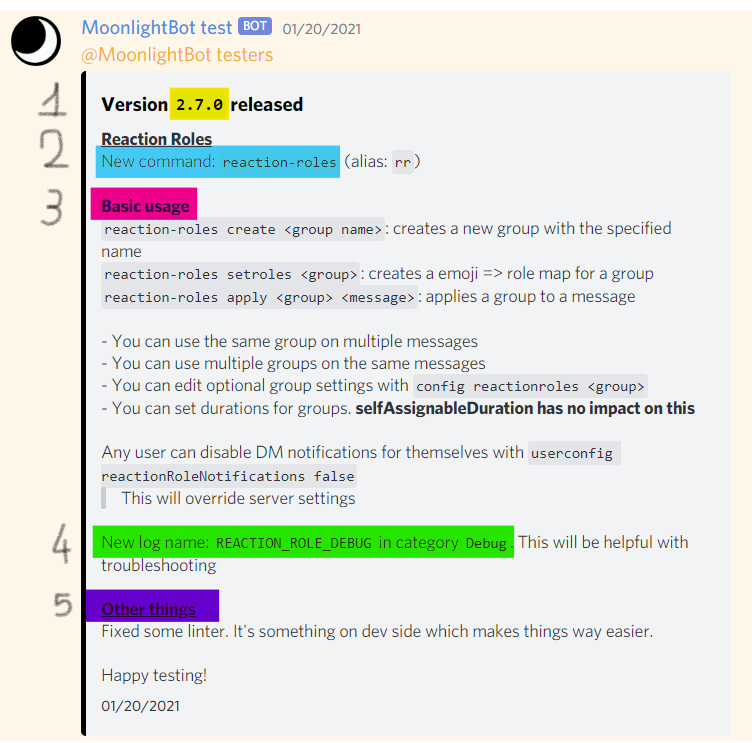 MoonlightBot test BOT 01/20/2021
@MoonlightBot testers
1 Version 2.7.0 released
2 Reaction Roles
New command: reaction-roles (alias: rr)
3 Basic usage
reaction-roles create <group name>: creates a new group with the specified
name
reaction-roles setroles <group>: creates a emoji => role map for a group
reaction-roles apply <group> <message>: applies a group to a message
- You can use the same group on multiple messages
- You can use multiple groups on the same messages
- You can edit optional group settings with config reactionroles <group>
- You can set durations for groups. selfAssignableDuration has no impact on this
Any user can disable DM notifications for themselves with userconfig
reactionRoleNotifications false
This will override server settings
4 New log name: REACTION_ROLE_DEBUG in category Debug. This will be helpful with
troubleshooting
5 Other things
Fixed some linter. It's something on dev side which makes things way easier.
Happy testing!
01/20/2021